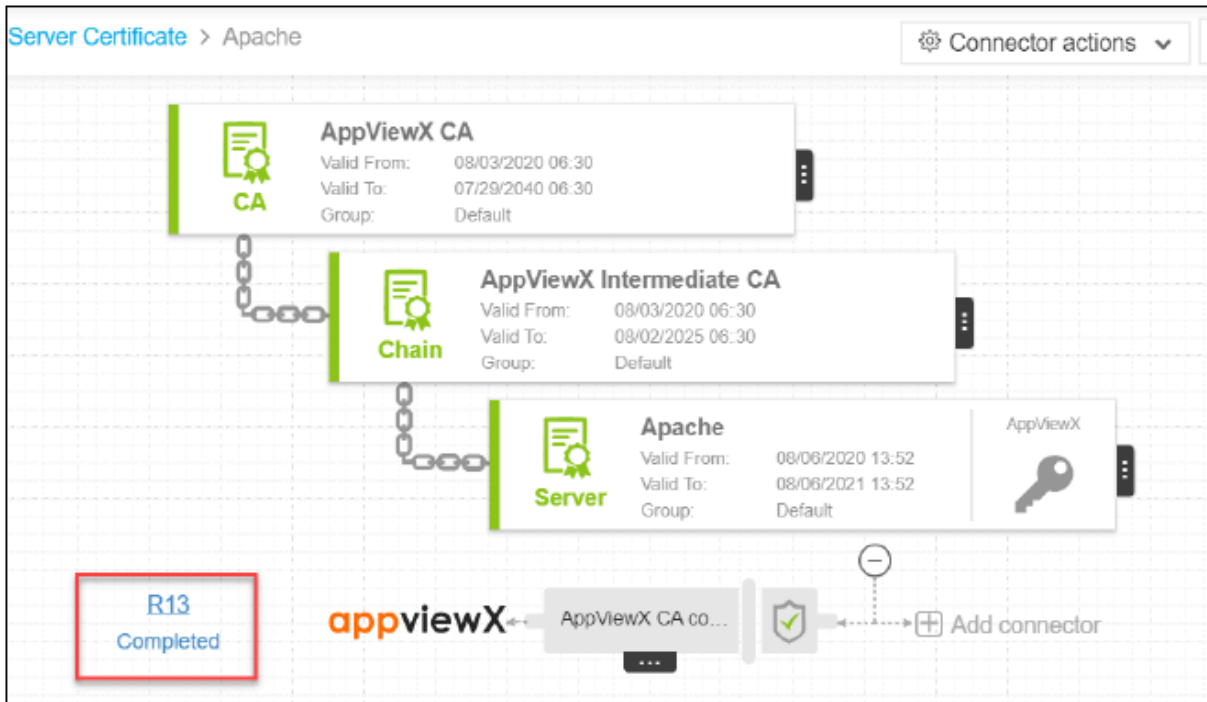 Server Certificate > Apache
Connector actions
AppViewX CA
Valid From: 08/03/2020 06:30
Valid To: 07/29/2040 06:30
Group: Default
CA
AppViewX Intermediate CA
Valid From: 08/03/2020 06:30
Valid To: 08/02/2025 06:30
Group: Default
Chain
Apache
AppViewX
Valid From: 08/06/2020 13:52
Valid To: 08/06/2021 13:52
Group: Default
Server
R13
Completed
appviewX
AppViewX CA co...
Add connector